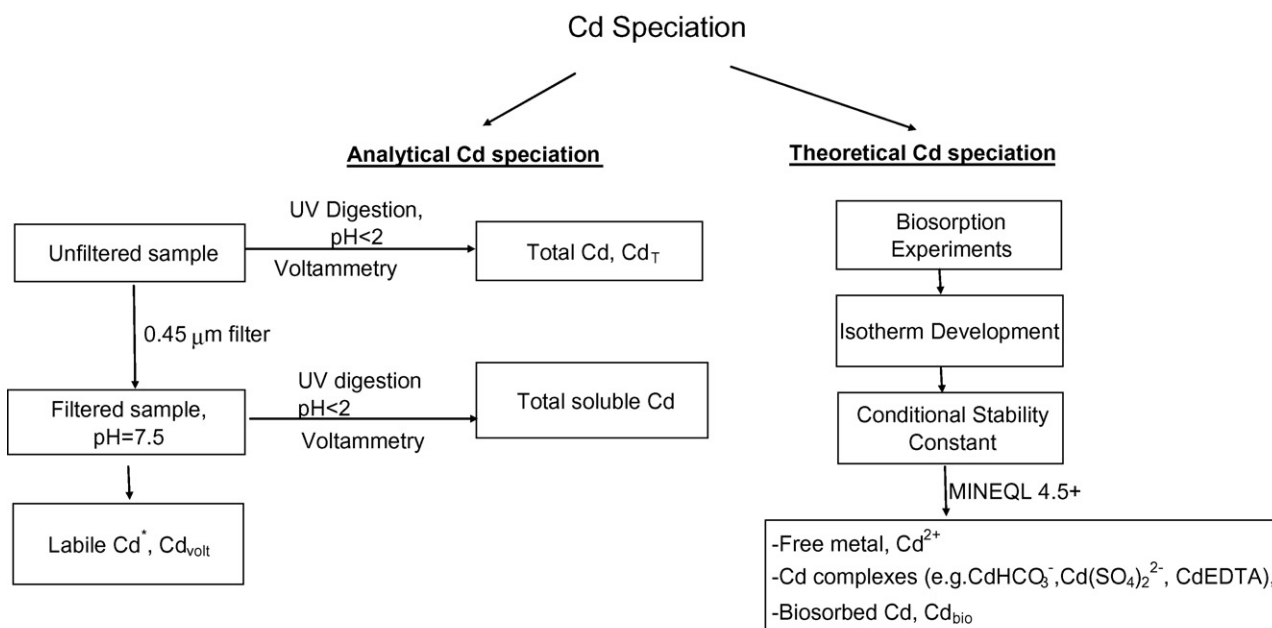 Cd Speciation
Analytical Cd speciation
Theoretical Cd speciation
UV Digestion,
pH<2
Voltammetry
Unfiltered sample
Total Cd, Cd_T
0.45 μm filter
Filtered sample,
pH=7.5
UV digestion
pH<2
Voltammetry
Total soluble Cd
Labile Cd*, Cd_volt
Biosorption
Experiments
Isotherm Development
Conditional Stability
Constant
MINEQL 4.5+
-Free metal, Cd²⁺
-Cd complexes (e.g.CdHCO₃⁻,Cd(SO₄)₂²⁻, CdEDTA),
-Biosorbed Cd, Cd_bio